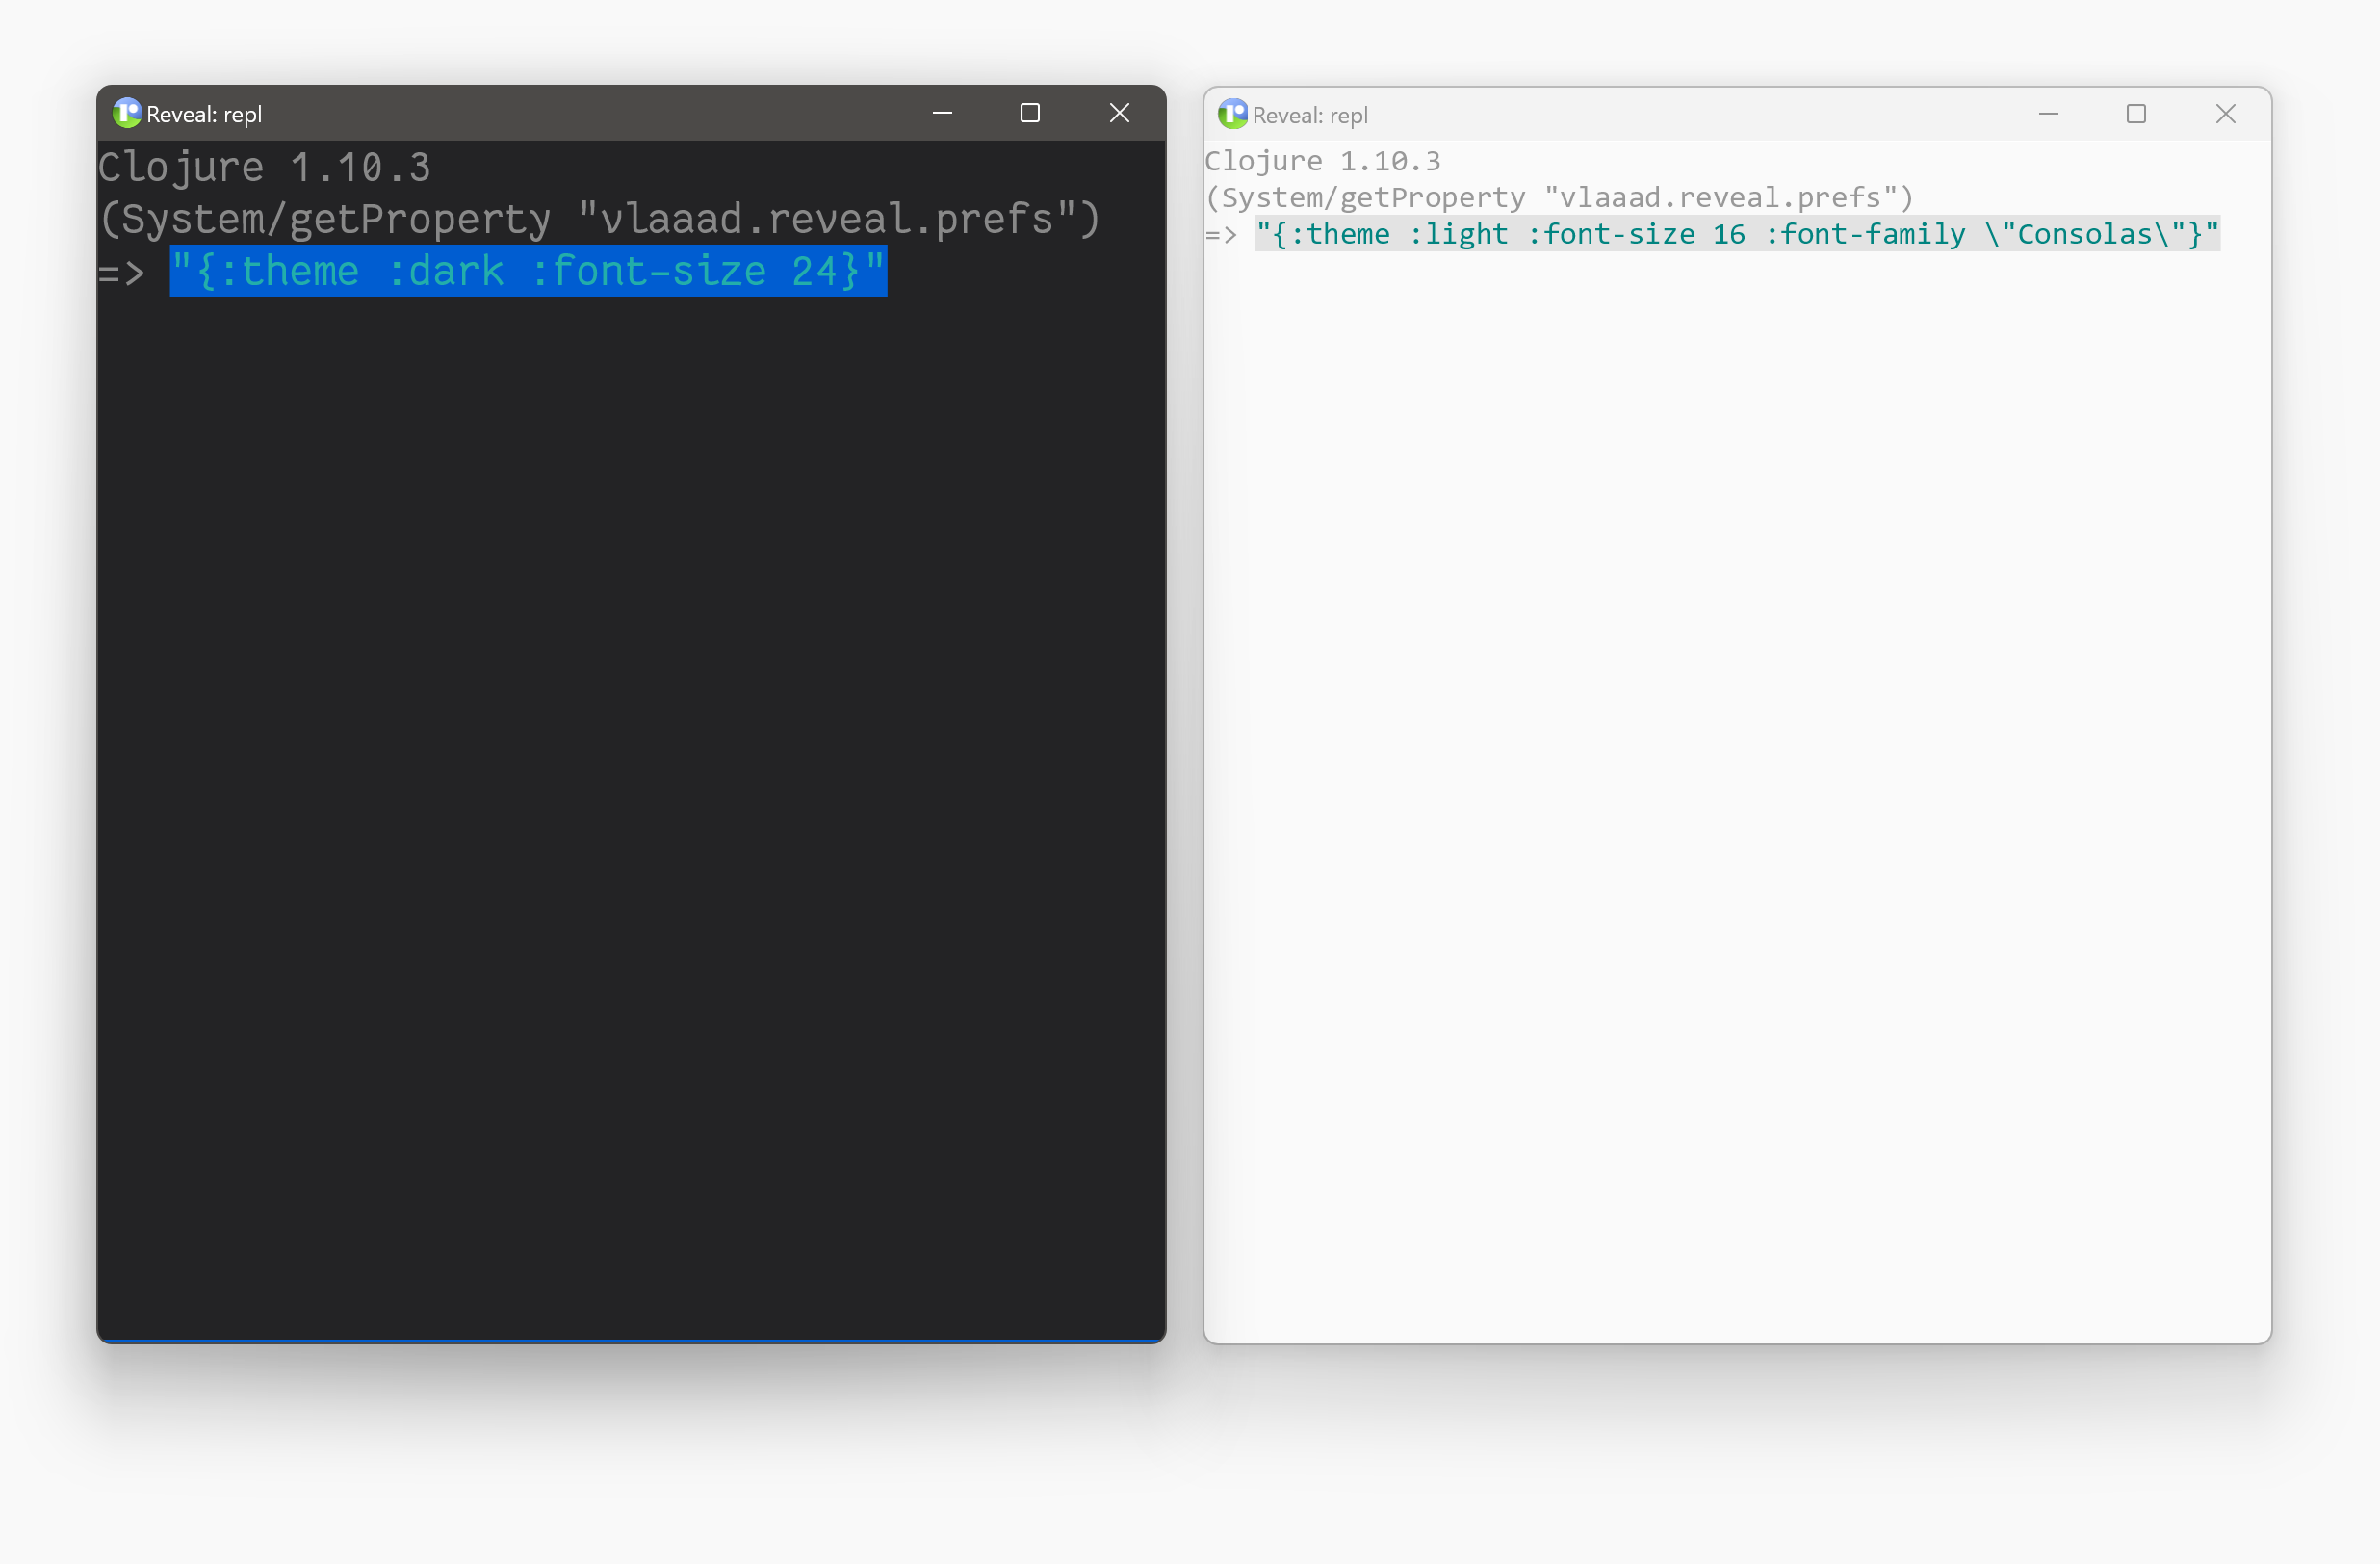 Reveal: repl
Clojure 1.10.3
(System/getProperty "vlaaad.reveal.prefs")
=> "{:theme :dark :font-size 24}"
Reveal: repl
Clojure 1.10.3
(System/getProperty "vlaaad.reveal.prefs")
=> "{:theme :light :font-size 16 :font-family \"Consolas\"}"